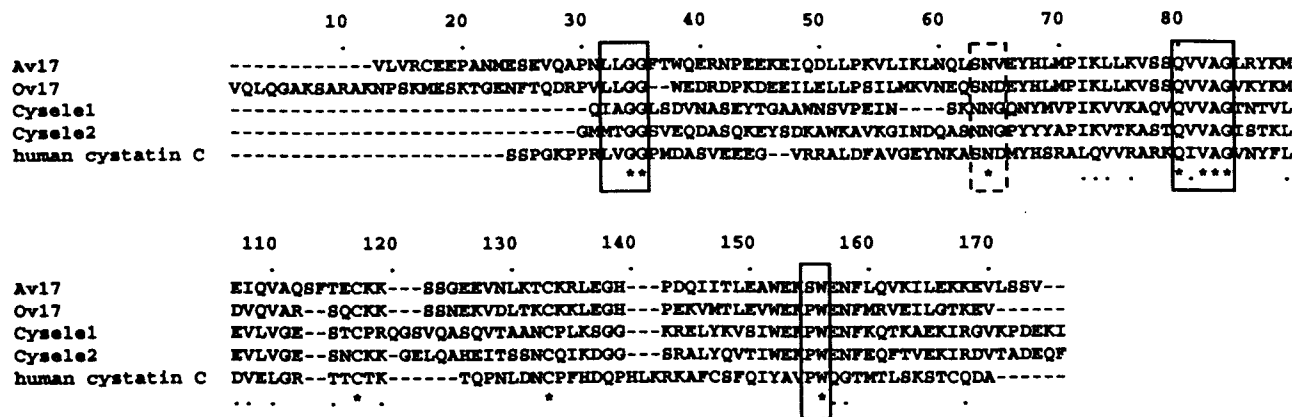 10 20 30 40 50 60 70 80
Av17 ------------VLVRCEEPANMESEVQAPNLLGGFTWQERNPEEKEIQDLLPKVLIKLNQLSNVEYHLMPIKLLKVSSQVVAGLRYKM
Ov17 VQLQGAKSARAKNPSKMESKTGENFTQDRPVLLGG--WEDRDPKDEEILELLPSILMKVNEQSNDEYHLMPIKLLKVSSQVVAGVKYKM
Cysele1 ------------------------------QIAGGLSDVNASEYTGAAWNSVPEIN----SKNNGQNYMVPIKVVKAQVQVVAGTNTVL
Cysele2 -----------------------------GMMTGGSVEQDASQKEYSDKAWKAVKGINDQASNNGPYYYAPIKVTKASTQVVAGISTKL
human cystatin C -----------------------SSPGKPPRLVGGPMDASVEEEG--VRRALDFAVGEYNKASNDMYHSRALQVVRARKQIVAGVNYFL
** * ... . *.*** .
110 120 130 140 150 160 170
Av17 EIQVAQSFTECKK---SSGEEVNLKTCKRLEGH---PDQIITLEAWEKSWENFLQVKILEKKEVLSSV--
Ov17 DVQVAR--SQCKK---SSNEKVDLTKCKKLEGH---PEKVMTLEVWEKPWENFMRVEILGTKEV------
Cysele1 EVLVGE--STCPRQGSVQASQVTAANCPLKSGG---KRELYKVSIWEKPWENFKQTKAEKIRGVKPDEKI
Cysele2 EVLVGE--SNCKK-GELQAHEITSSNCQIKDGG---SRALYQVTIWEKPWENFEQFTVEKIRDVTADEQF
human cystatin C DVELGR--TTCTK------TQPNLDNCPFHDQPHLKRKAFCSFQIYAVPWQGTMTLSKSTCQDA------
... . . * . * *.. .